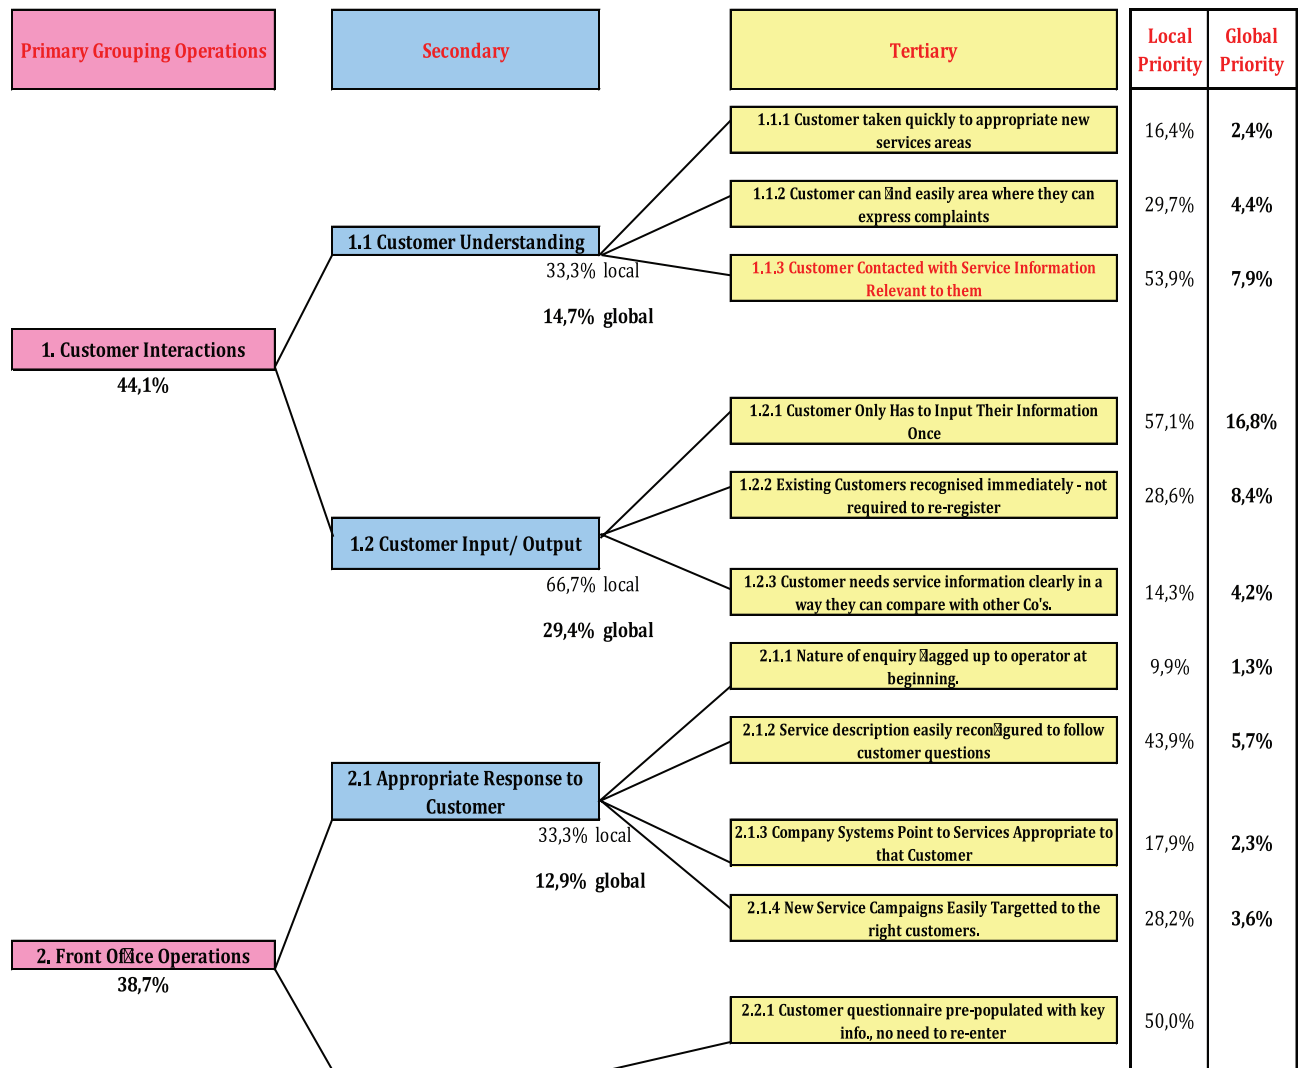 Primary Grouping Operations
Secondary
Tertiary
Local
Priority
Global
Priority
1.1.1 Customer taken quickly to appropriate new
services areas
16,4%
2,4%
1.1.2 Customer can ☒nd easily area where they can
express complaints
29,7%
4,4%
1.1 Customer Understanding
33,3% local
14,7% global
1.1.3 Customer Contacted with Service Information
Relevant to them
53,9%
7,9%
1. Customer Interactions
44,1%
1.2.1 Customer Only Has to Input Their Information
Once
57,1%
16,8%
1.2.2 Existing Customers recognised immediately - not
required to re-register
28,6%
8,4%
1.2 Customer Input/ Output
66,7% local
29,4% global
1.2.3 Customer needs service information clearly in a
way they can compare with other Co's.
14,3%
4,2%
2.1.1 Nature of enquiry ☒agged up to operator at
beginning.
9,9%
1,3%
2.1.2 Service description easily recon☒gured to follow
customer questions
43,9%
5,7%
2.1 Appropriate Response to
Customer
33,3% local
12,9% global
2.1.3 Company Systems Point to Services Appropriate to
that Customer
17,9%
2,3%
2.1.4 New Service Campaigns Easily Targetted to the
right customers.
28,2%
3,6%
2. Front Of☒ce Operations
38,7%
2.2.1 Customer questionnaire pre-populated with key
info., no need to re-enter
50,0%